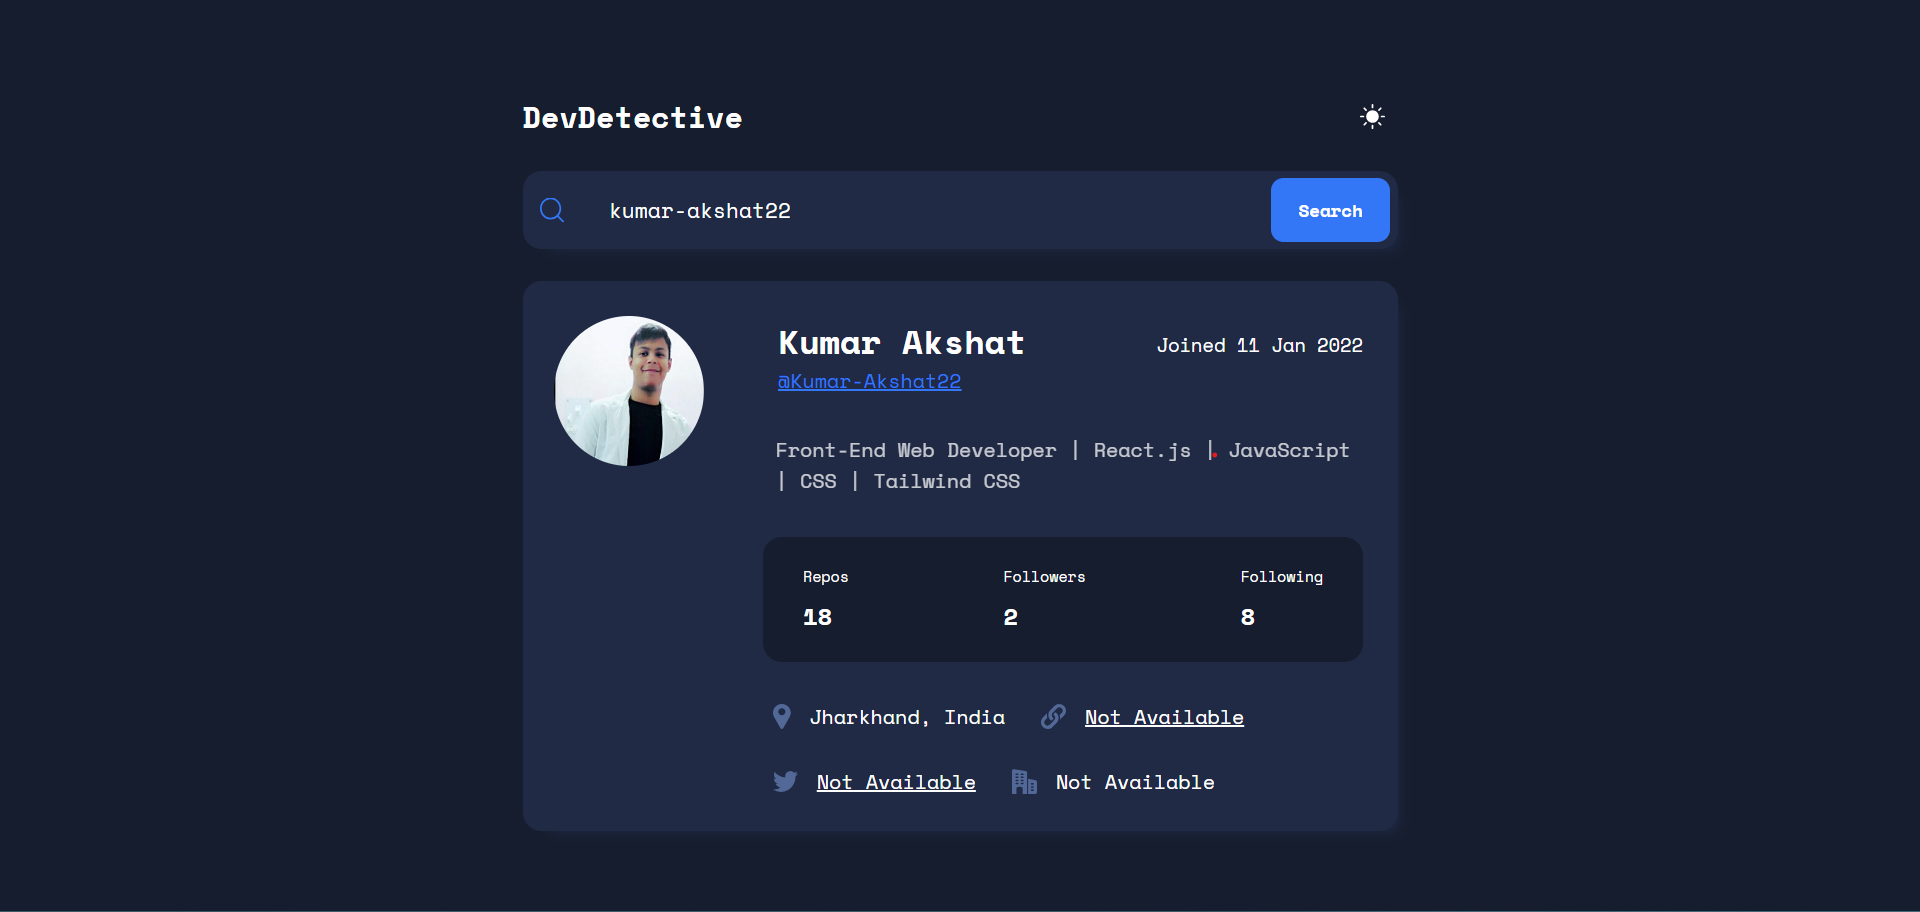 DevDetective
kumar-akshat22
Search
Kumar Akshat
Joined 11 Jan 2022
@Kumar-Akshat22
Front-End Web Developer | React.js | JavaScript
| CSS | Tailwind CSS
Repos Followers Following
18 2 8
Jharkhand, India Not Available
Not Available Not Available